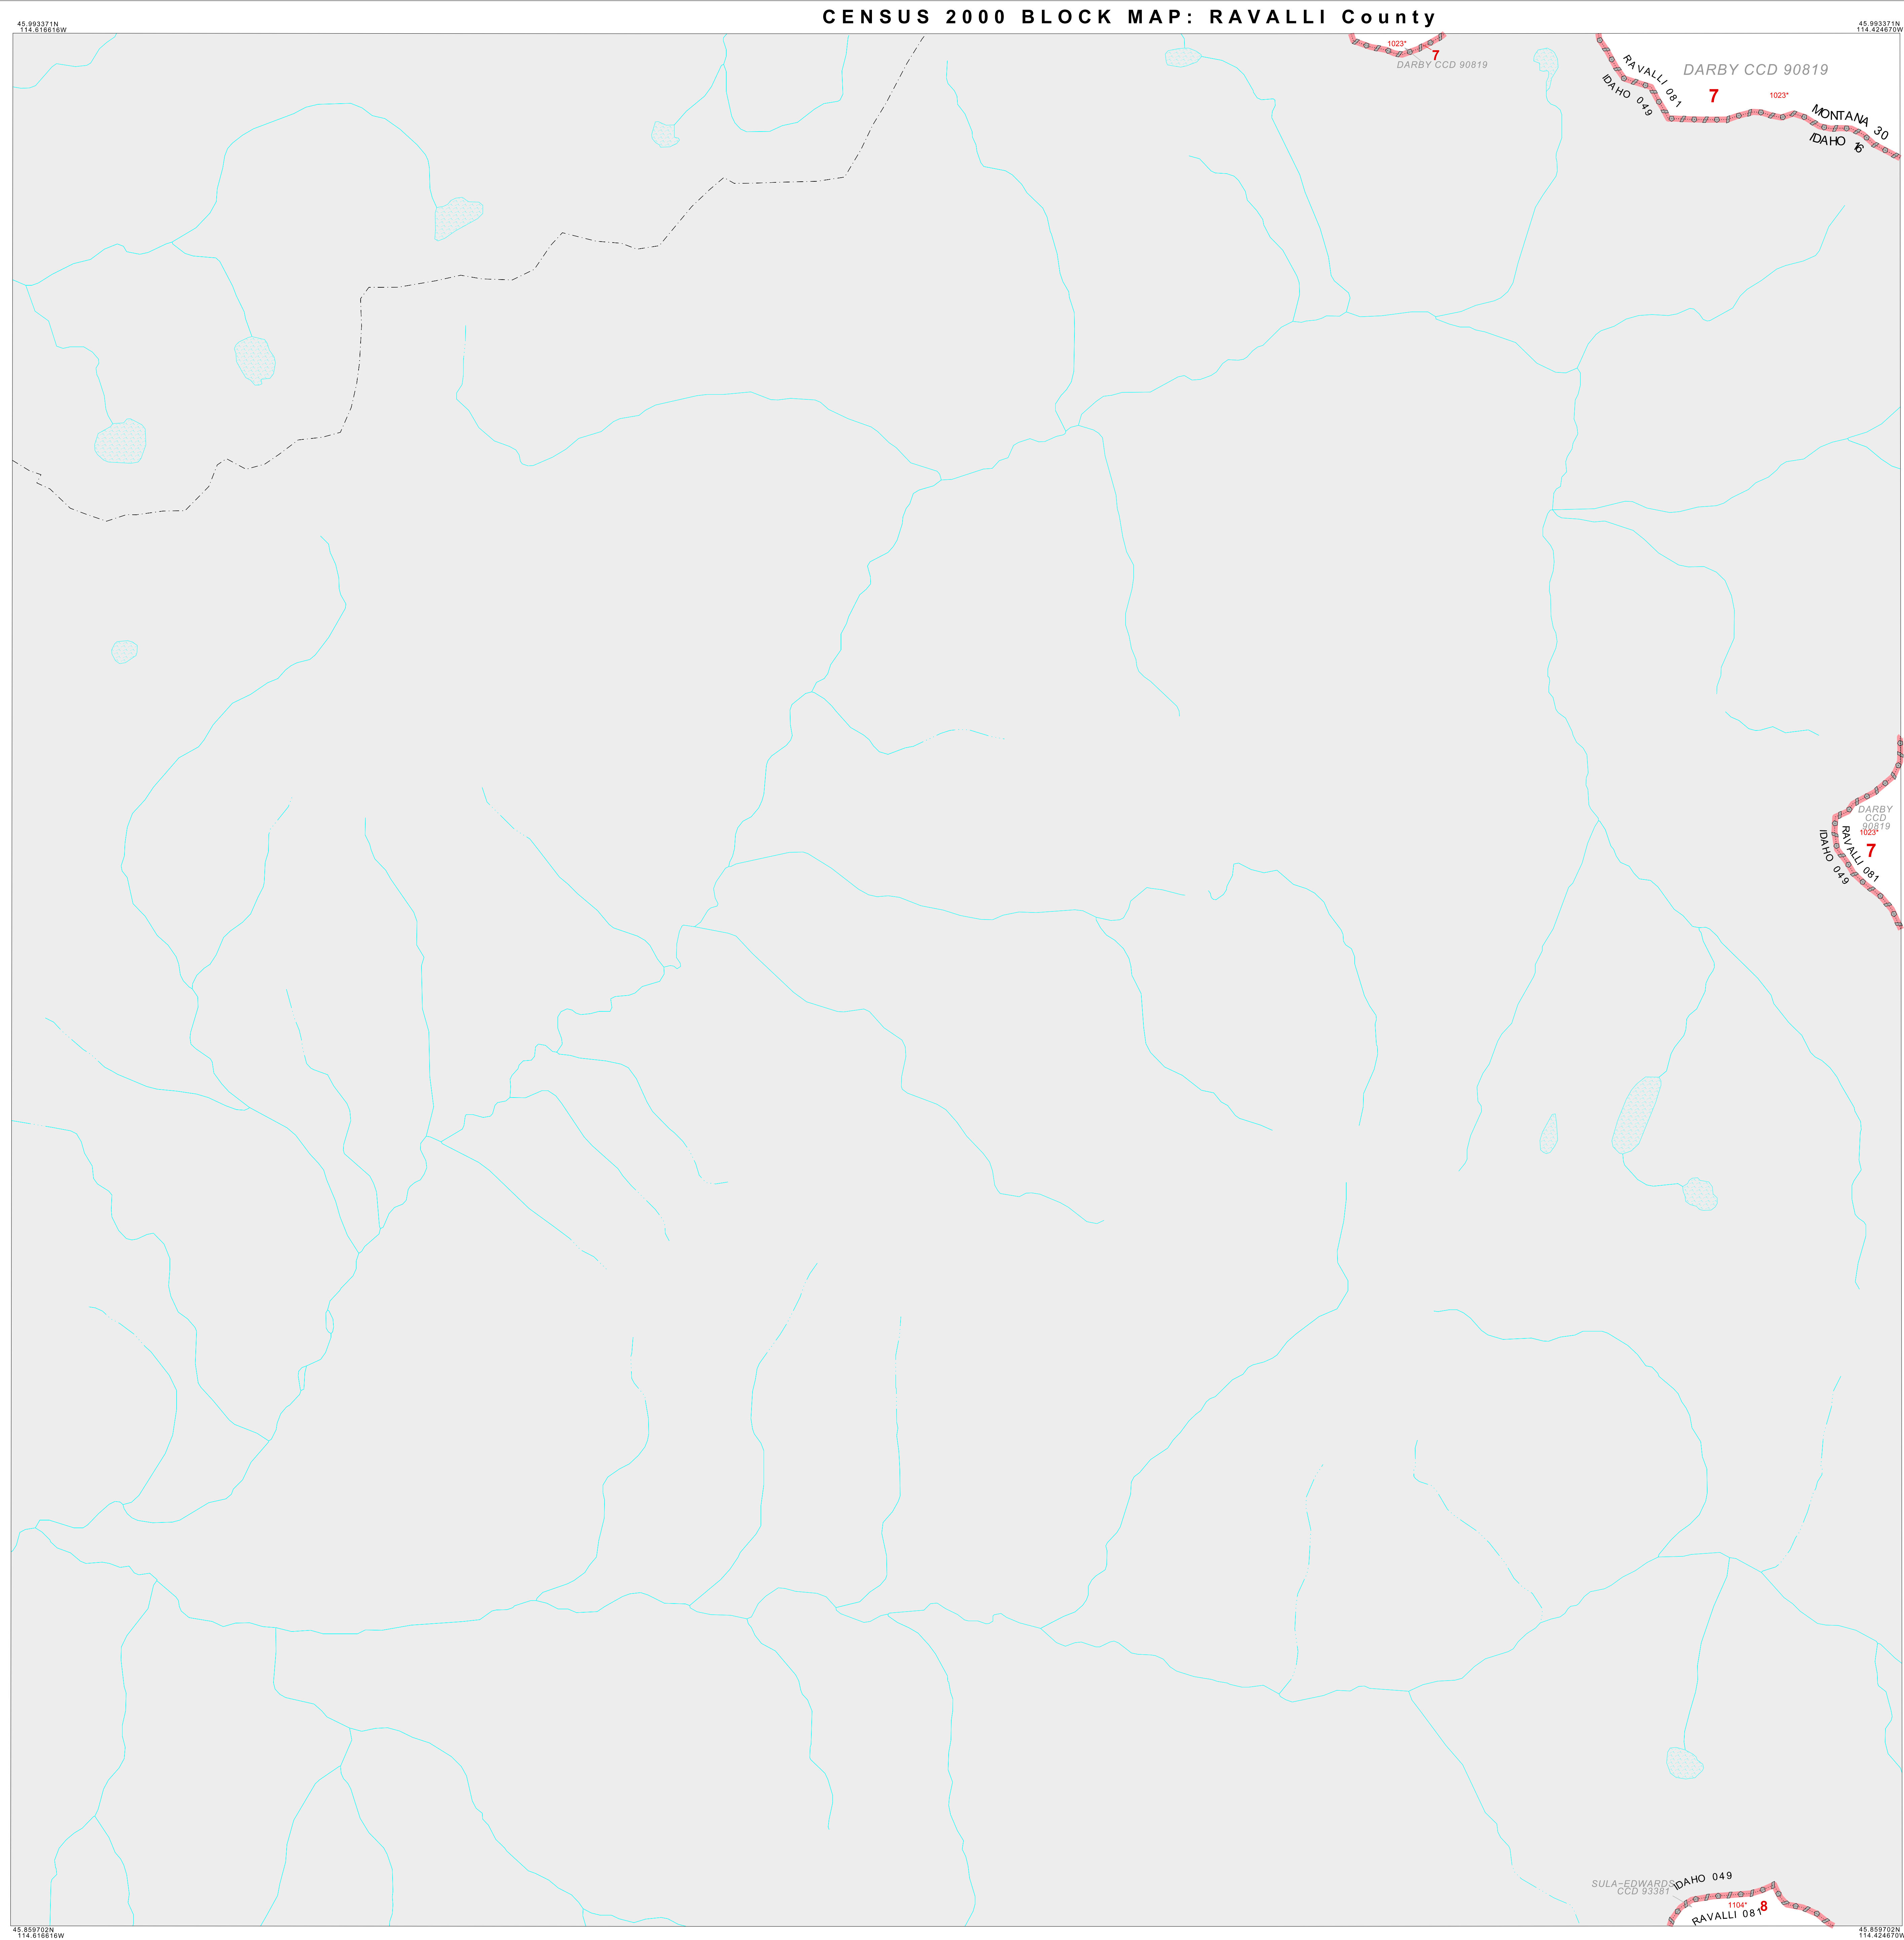 CENSUS 2000 BLOCK MAP: RAVALLI County
45.993371N
114.616616W
45.993371N
114.424670W
1023*
7
DARBY CCD 90819
RAVALLI 081
IDAHO 049
DARBY CCD 90819
7
1023*
MONTANA 30
IDAHO 16
DARBY
CCD
90819
1023*
7
RAVALLI 081
IDAHO 049
SULA-EDWARDS
CCD 93381
IDAHO 049
1104*
8
RAVALLI 081
45.859702N
114.616616W
45.859702N
114.424670W